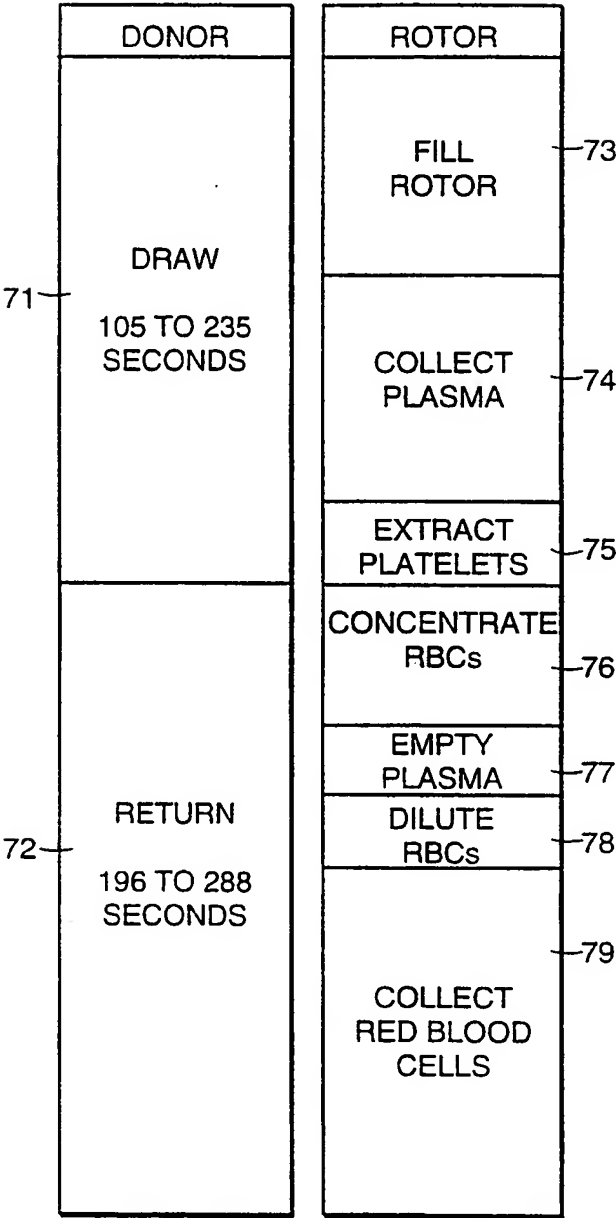 DONOR
DRAW
105 TO 235
SECONDS
71
RETURN
196 TO 288
SECONDS
72
ROTOR
FILL
ROTOR
73
COLLECT
PLASMA
74
EXTRACT
PLATELETS
75
CONCENTRATE
RBCs
76
EMPTY
PLASMA
77
DILUTE
RBCs
78
COLLECT
RED BLOOD
CELLS
79